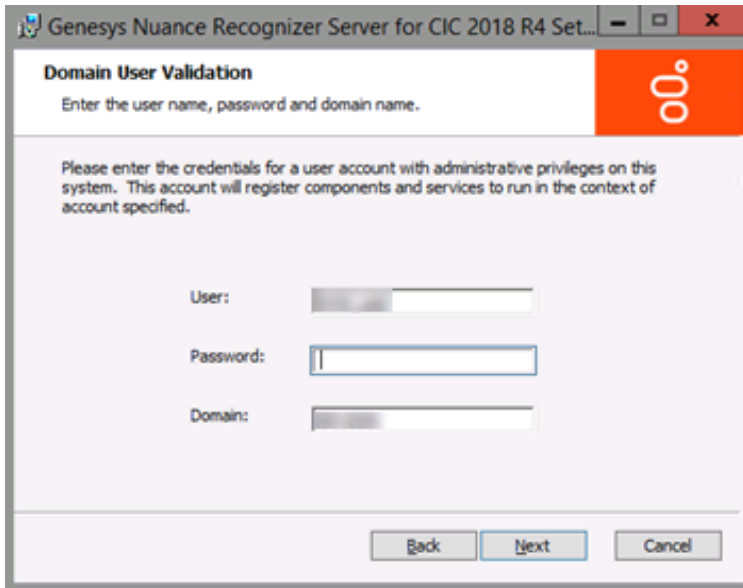 Genesys Nuance Recognizer Server for CIC 2018 R4 Set...
Domain User Validation
Enter the user name, password and domain name.
Please enter the credentials for a user account with administrative privileges on this
system. This account will register components and services to run in the context of
account specified.
User:
Password:
Domain:
Back Next Cancel